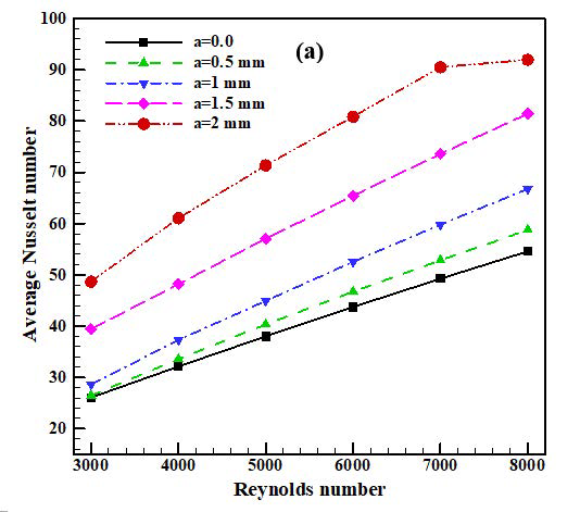 100
90
80
70
60
50
40
30
20
Average Nusselt number
a=0.0
a=0.5 mm
a=1 mm
a=1.5 mm
a=2 mm
(a)
3000 4000 5000 6000 7000 8000
Reynolds number